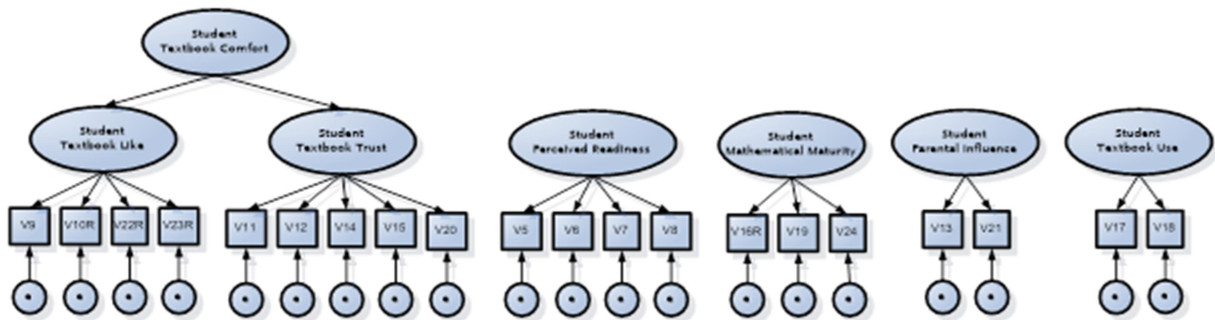 Student
Textbook Comfort
Student
Textbook Like
Student
Textbook Trust
Student
Perceived Readiness
Student
Mathematical Maturity
Student
Parental Influence
Student
Textbook Use
V9
V10R
V22R
V23R
V11
V12
V14
V15
V20
V5
V6
V7
V8
V16R
V19
V24
V13
V21
V17
V18